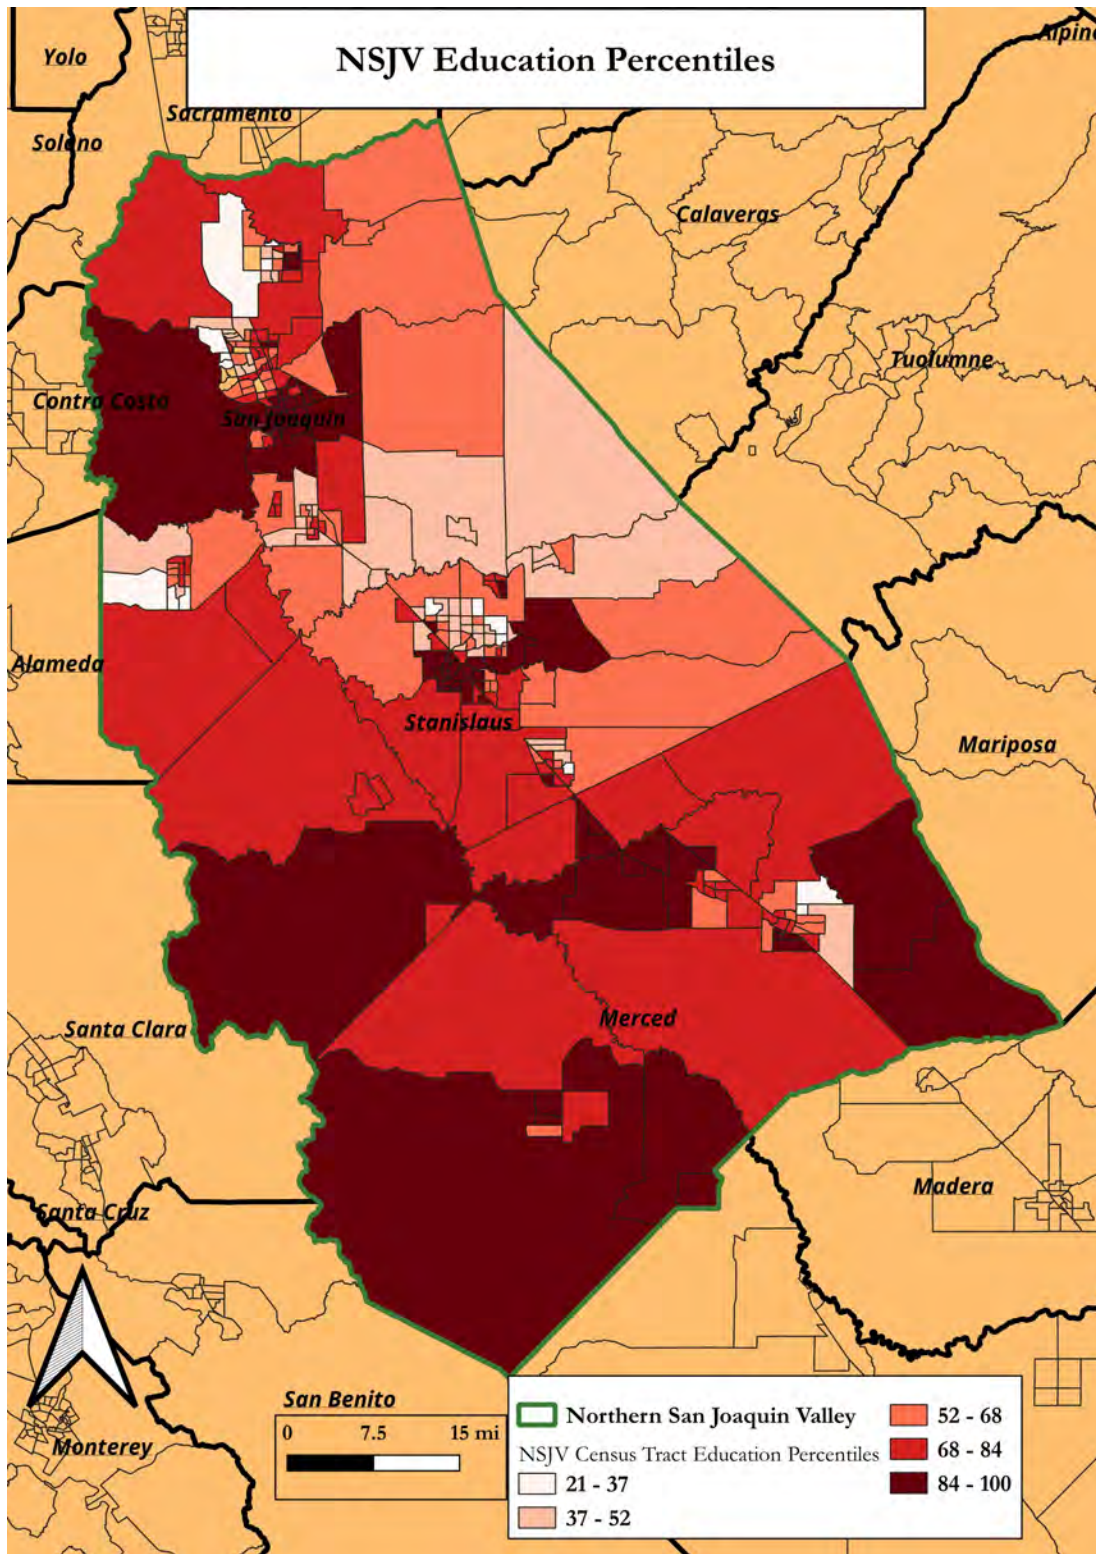 NSJV Education Percentiles
Yolo
Alpine
Sacramento
Solano
Calaveras
Tuolumne
Contra Costa
San Joaquin
Alameda
Stanislaus
Mariposa
Santa Clara
Merced
Madera
Santa Cruz
San Benito
Monterey
0 7.5 15 mi
Northern San Joaquin Valley
NSJV Census Tract Education Percentiles
21 - 37
37 - 52
52 - 68
68 - 84
84 - 100